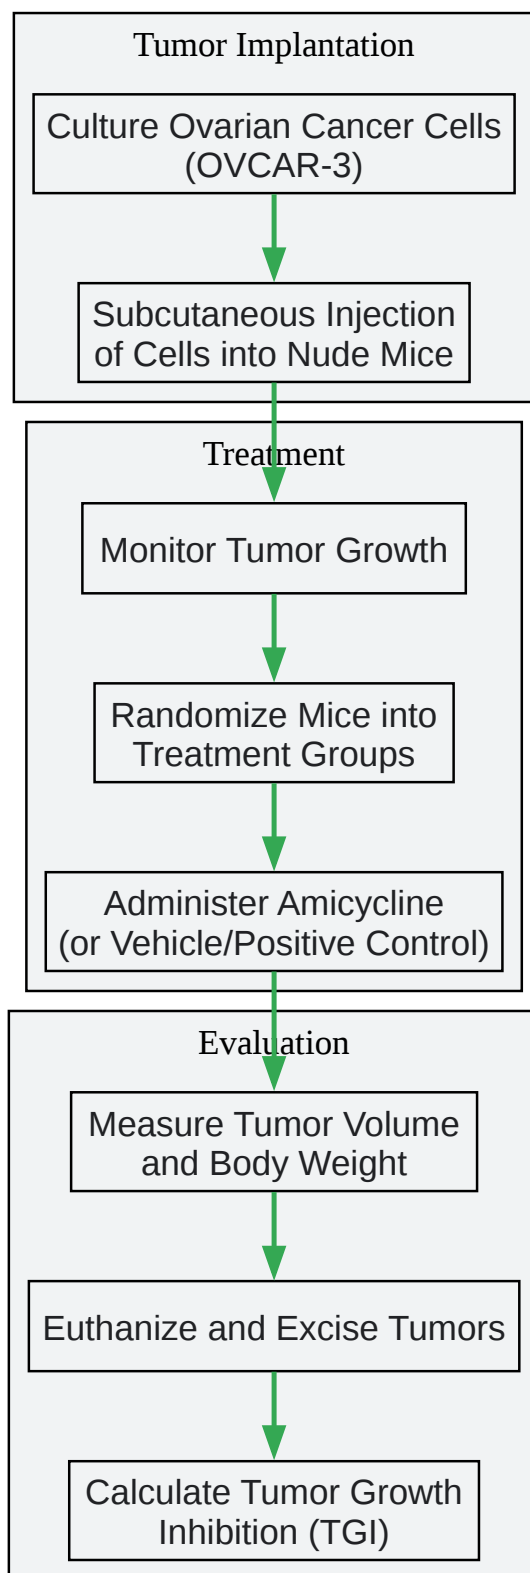 Tumor Implantation
Culture Ovarian Cancer Cells
(OVCAR-3)
Subcutaneous Injection
of Cells into Nude Mice
Treatment
Monitor Tumor Growth
Randomize Mice into
Treatment Groups
Administer Amicycline
(or Vehicle/Positive Control)
Evaluation
Measure Tumor Volume
and Body Weight
Euthanize and Excise Tumors
Calculate Tumor Growth
Inhibition (TGI)